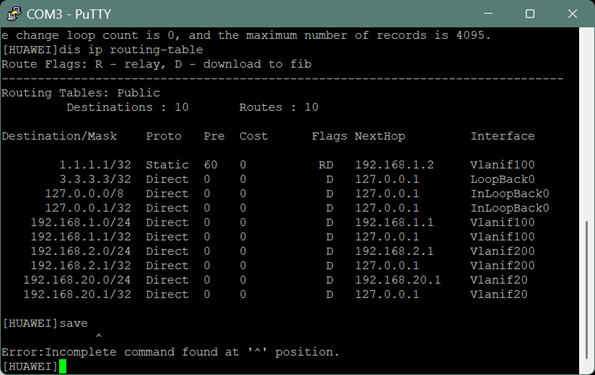 COM3 - PuTTY
e change loop count is 0, and the maximum number of records is 4095.
[HUAWEI]dis ip routing-table
Route Flags: R - relay, D - download to fib
------------------------------------------------------------------------------
Routing Tables: Public
         Destinations : 10       Routes : 10

Destination/Mask    Proto  Pre  Cost        Flags NextHop         Interface

        1.1.1.1/32  Static  60   0           RD  192.168.1.2     Vlanif100
        3.3.3.3/32  Direct  0    0            D  127.0.0.1       LoopBack0
      127.0.0.0/8   Direct  0    0            D  127.0.0.1       InLoopBack0
      127.0.0.1/32  Direct  0    0            D  127.0.0.1       InLoopBack0
    192.168.1.0/24  Direct  0    0            D  192.168.1.1     Vlanif100
    192.168.1.1/32  Direct  0    0            D  127.0.0.1       Vlanif100
    192.168.2.0/24  Direct  0    0            D  192.168.2.1     Vlanif200
    192.168.2.1/32  Direct  0    0            D  127.0.0.1       Vlanif200
   192.168.20.0/24  Direct  0    0            D  192.168.20.1    Vlanif20
   192.168.20.1/32  Direct  0    0            D  127.0.0.1       Vlanif20

[HUAWEI]save
             ^
Error:Incomplete command found at '^' position.
[HUAWEI]